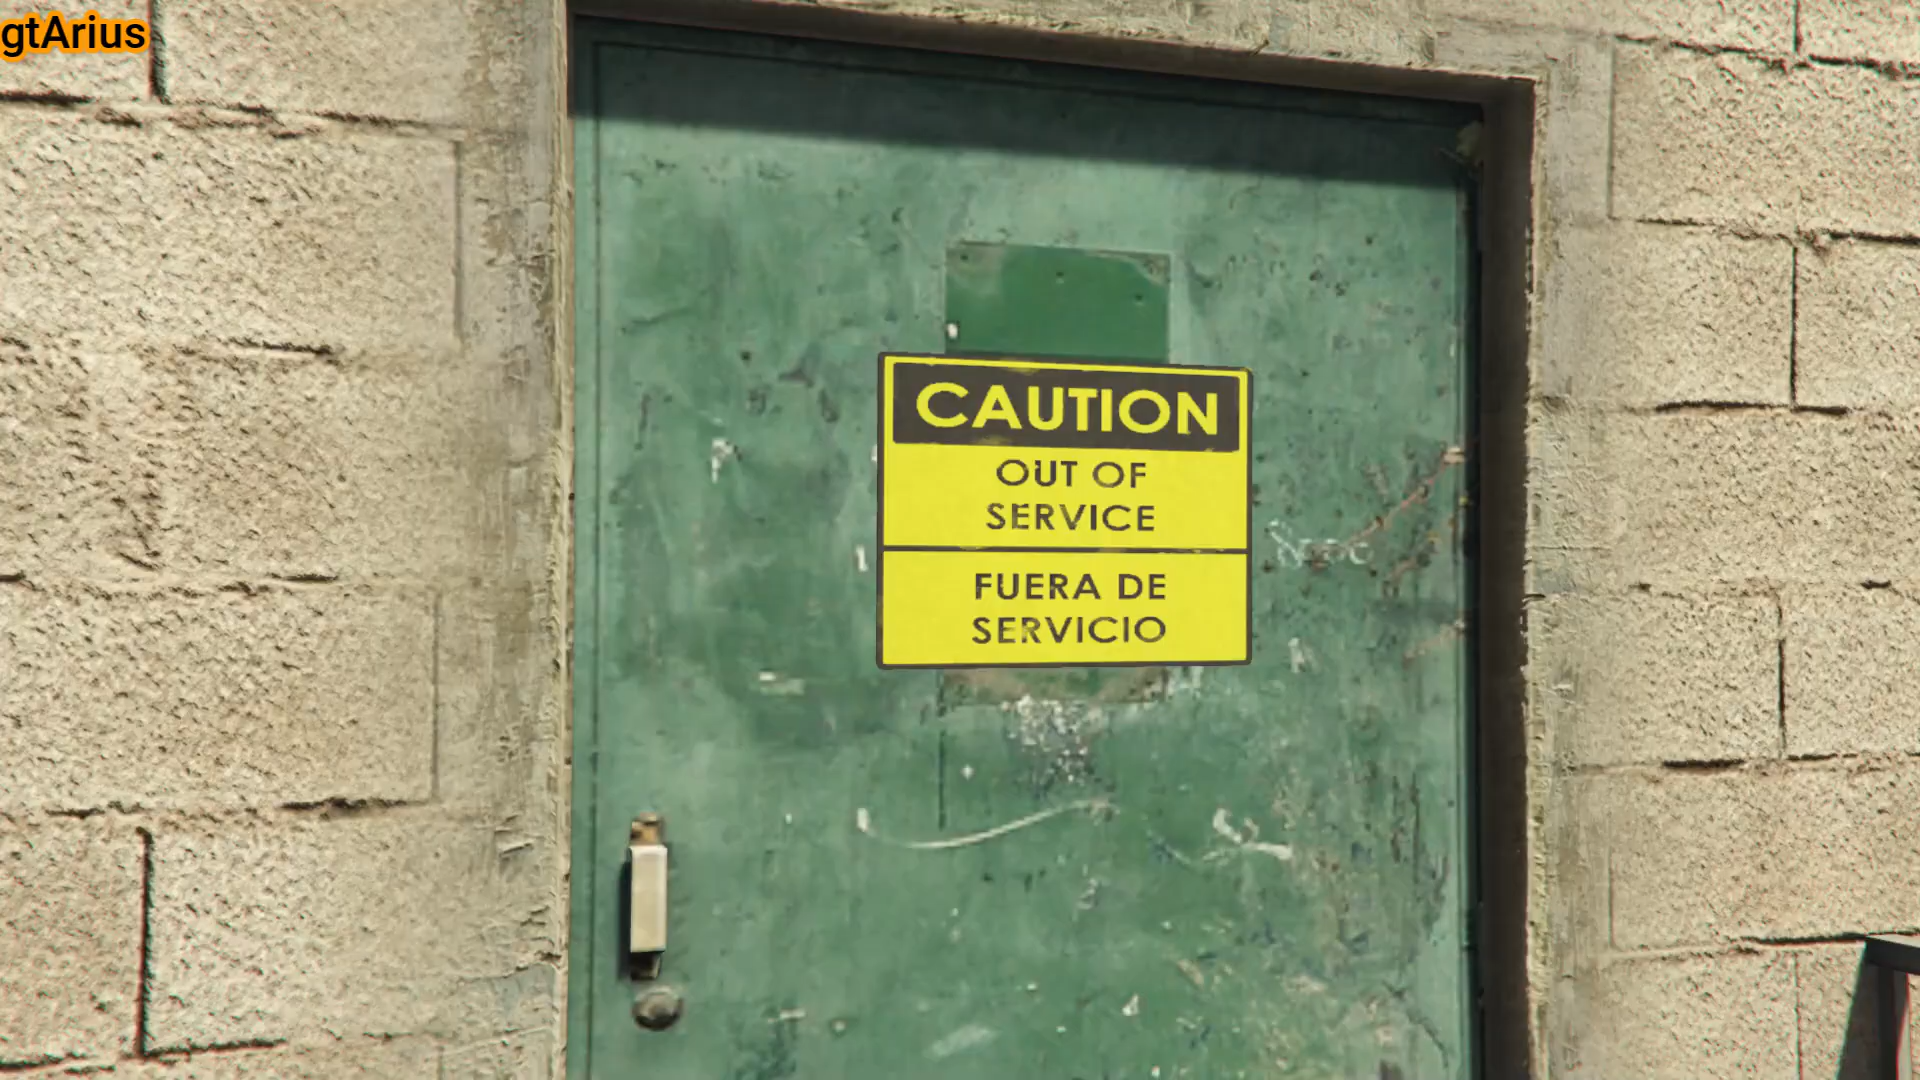 gtArius
CAUTION
OUT OF
SERVICE
FUERA DE
SERVICIO